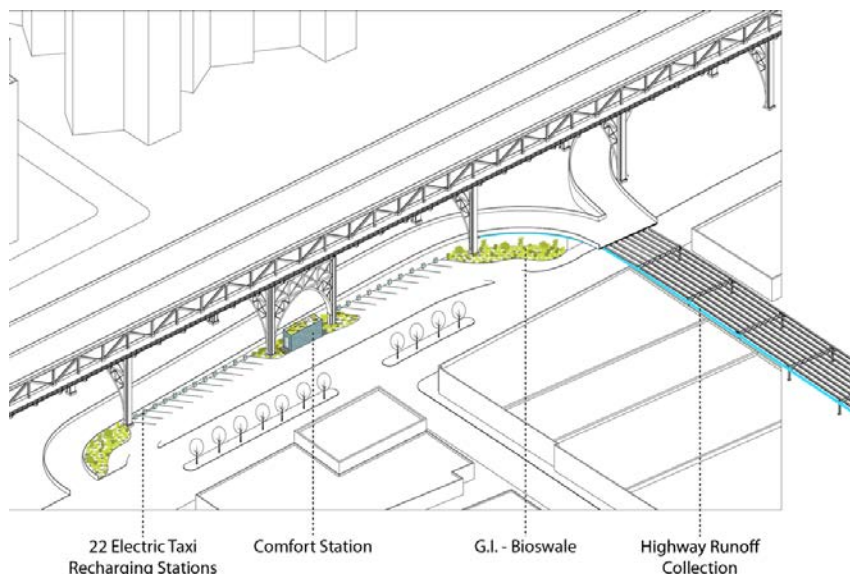 22 Electric Taxi
Recharging Stations
Comfort Station
G.I. - Bioswale
Highway Runoff
Collection